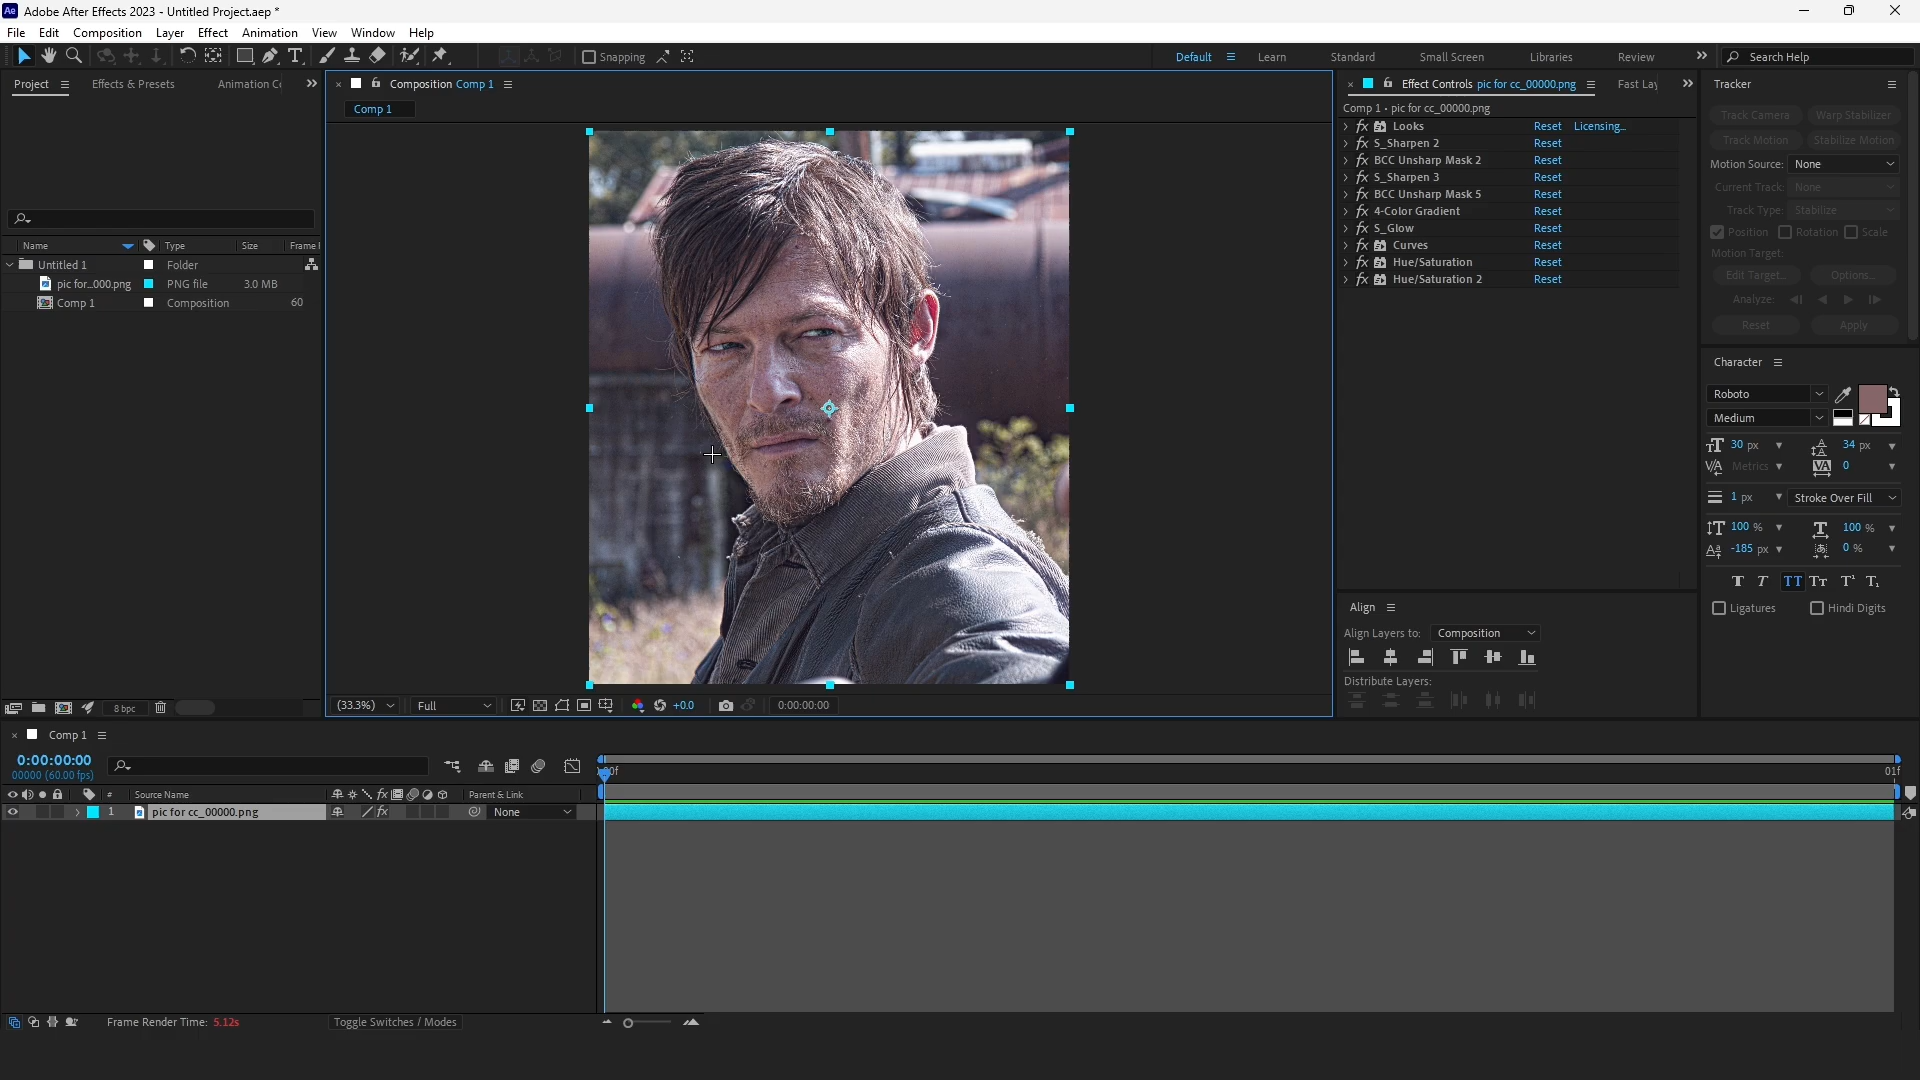 Adobe After Effects 2023 - Untitled Project.aep *
File Edit Composition Layer Effect Animation View Window Help
Snapping
Default Learn Standard Small Screen Libraries Review Search Help
Project Effects & Presets Animation Co
Composition Comp 1
Comp 1
Effect Controls pic for cc_00000.png Fast Lay
Comp 1 • pic for cc_00000.png
Looks Reset Licensing...
S_Sharpen 2 Reset
BCC Unsharp Mask 2 Reset
S_Sharpen 3 Reset
BCC Unsharp Mask 5 Reset
4-Color Gradient Reset
S_Glow Reset
Curves Reset
Hue/Saturation Reset
Hue/Saturation 2 Reset
Tracker
Track Camera Warp Stabilizer
Track Motion Stabilize Motion
Motion Source: None
Current Track: None
Track Type: Stabilize
Position Rotation Scale
Motion Target:
Edit Target... Options...
Analyze:
Reset Apply
Name Type Size Frame
Untitled 1 Folder
pic for...000.png PNG file 3.0 MB
Comp 1 Composition 60
Character
Roboto
Medium
30 px 34 px
Metrics 0
1 px Stroke Over Fill
100 % 100 %
-185 px 0 %
Ligatures Hindi Digits
Align
Align Layers to: Composition
Distribute Layers:
8 bpc
(33.3%) Full +0.0 0:00:00:00
Comp 1
0:00:00:00
00000 (60.00 fps)
# Source Name Parent & Link
1 pic for cc_00000.png None
01f
Frame Render Time: 5.12s Toggle Switches / Modes